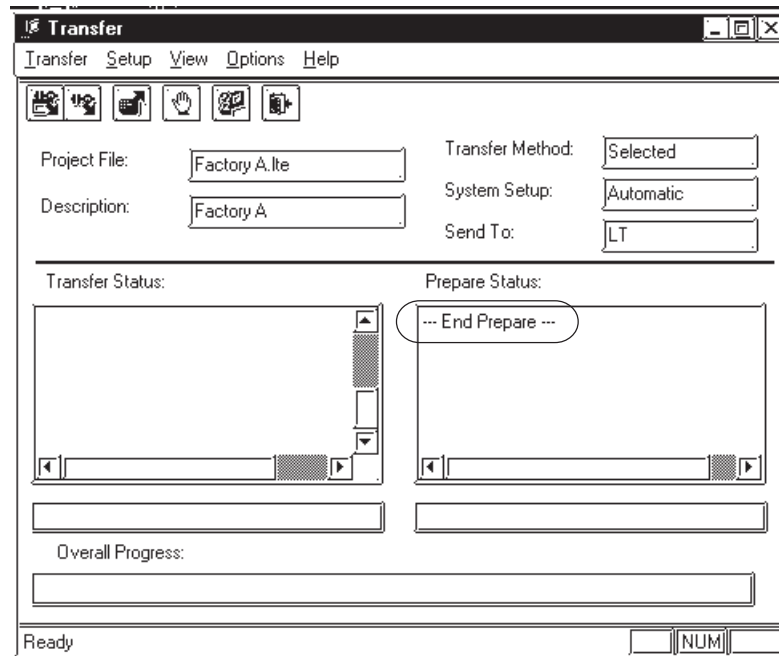 Transfer
Transfer Setup View Options Help
Project File: Factory A.lte
Description: Factory A
Transfer Method: Selected
System Setup: Automatic
Send To: LT
Transfer Status:
Prepare Status:
--- End Prepare ---
Overall Progress:
Ready
NUM